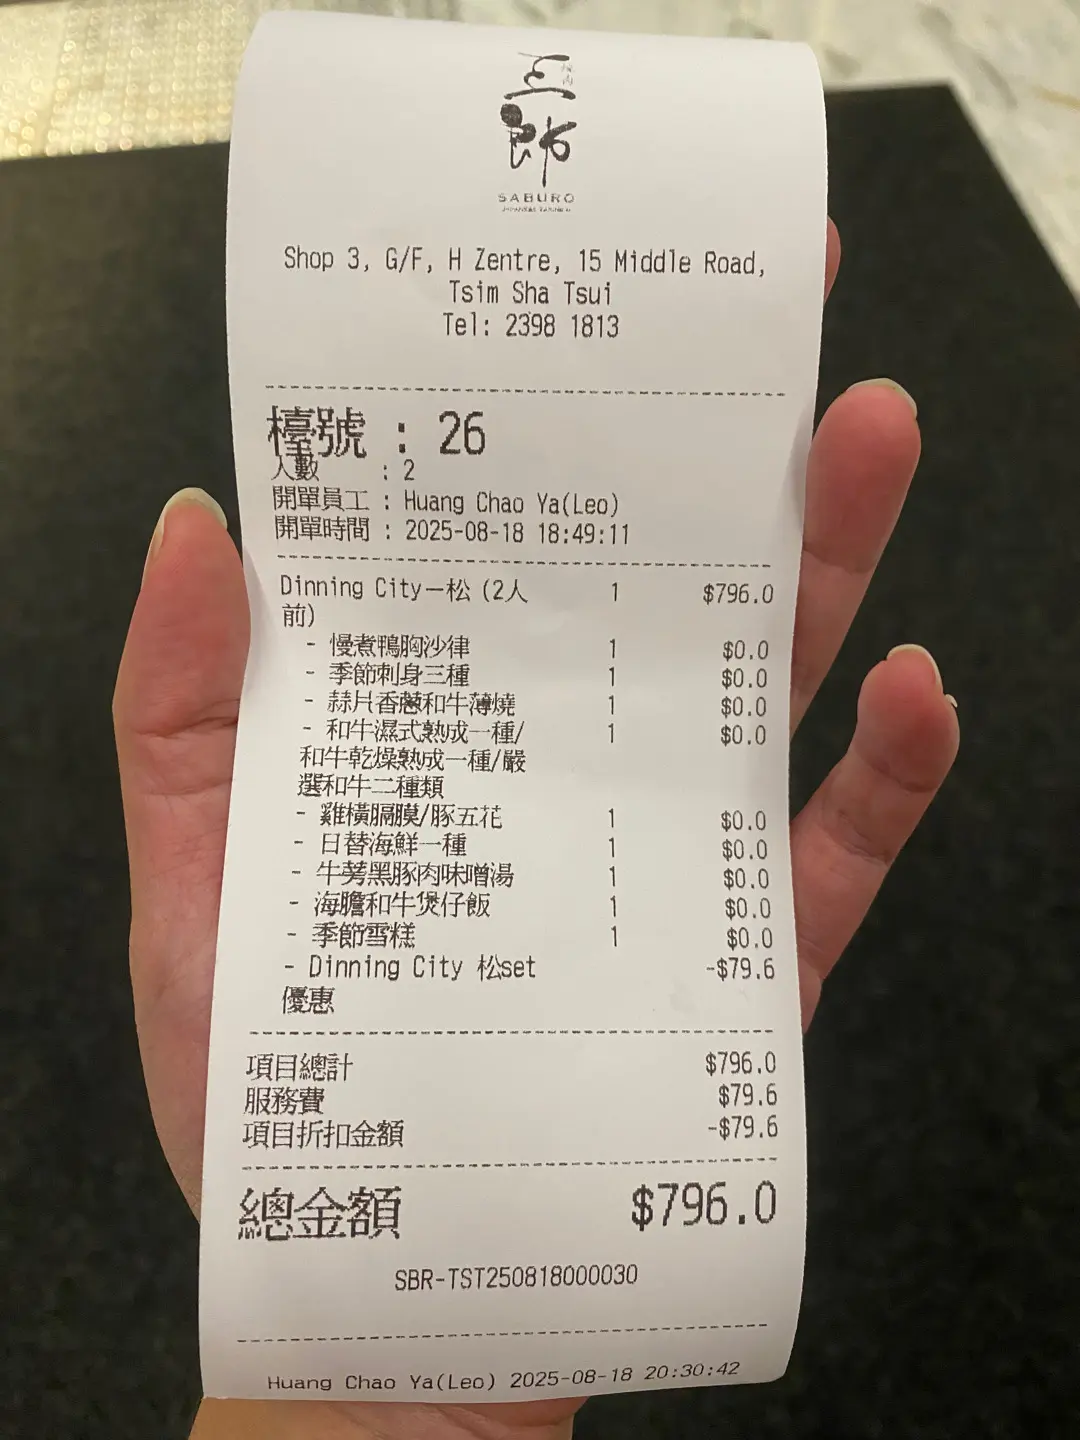 三郎
焼肉
SABURO
Shop 3, G/F, H Zentre, 15 Middle Road,
Tsim Sha Tsui
Tel: 2398 1813
檯號 : 26
人數 : 2
開單員工 : Huang Chao Ya(Leo)
開單時間 : 2025-08-18 18:49:11
Dinning City－松 (2人 1 $796.0
前)
- 慢煮鴨胸沙律 1 $0.0
- 季節刺身三種 1 $0.0
- 蒜片香蔥和牛薄燒 1 $0.0
- 和牛濕式熟成一種/ 1 $0.0
和牛乾燥熟成一種/嚴
選和牛二種類
- 雞橫膈膜/豚五花 1 $0.0
- 日替海鮮一種 1 $0.0
- 牛蒡黑豚肉味噌湯 1 $0.0
- 海膽和牛煲仔飯 1 $0.0
- 季節雪糕 1 $0.0
- Dinning City 松set -$79.6
優惠
項目總計 $796.0
服務費 $79.6
項目折扣金額 -$79.6
總金額 $796.0
SBR-TST250818000030
Huang Chao Ya(Leo) 2025-08-18 20:30:42